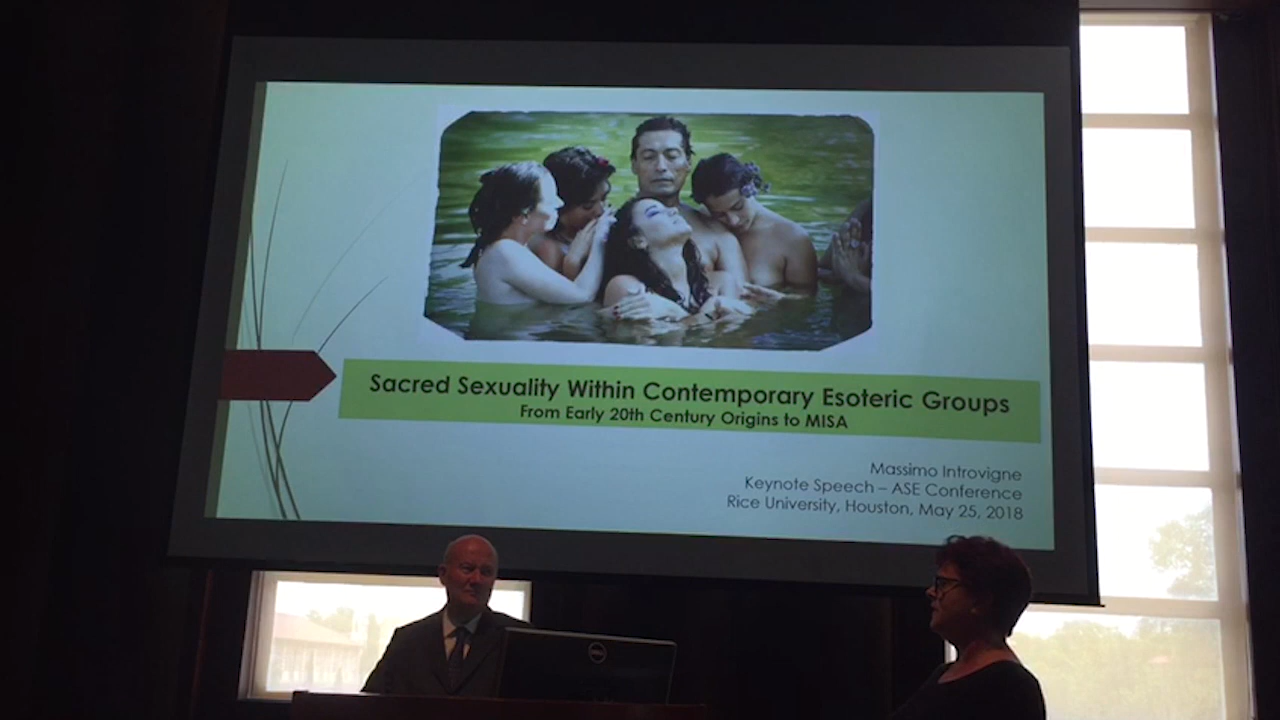 Sacred Sexuality Within Contemporary Esoteric Groups
From Early 20th Century Origins to MISA
Massimo Introvigne
Keynote Speech – ASE Conference
Rice University, Houston, May 25, 2018
DELL